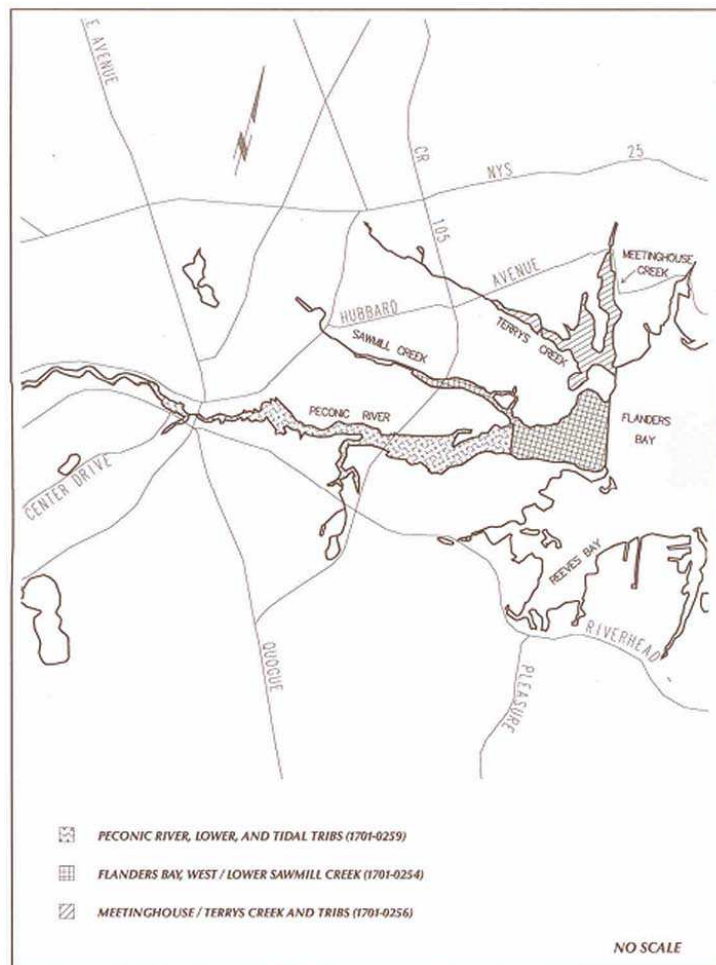 E AVENUE
CR
105
NYS
25
MEETINGHOUSE
CREEK
AVENUE
HUBBARD
TERRYS CREEK
SAWMILL CREEK
PECONIC RIVER
FLANDERS
BAY
CENTER DRIVE
REEVES BAY
RIVERHEAD
QUOGUE
PLEASURE
PECONIC RIVER, LOWER, AND TIDAL TRIBS (1701-0259)
FLANDERS BAY, WEST / LOWER SAWMILL CREEK (1701-0254)
MEETINGHOUSE / TERRYS CREEK AND TRIBS (1701-0256)
NO SCALE